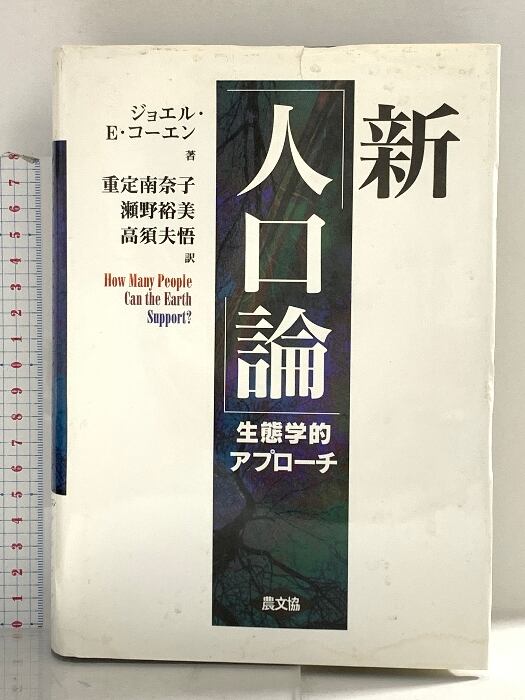 新
「人口論」
生態学的
アプローチ
ジョエル・
E・コーエン
著
重定南奈子
瀬野裕美
高須夫悟
訳
How Many People
Can the Earth
Support?
農文協